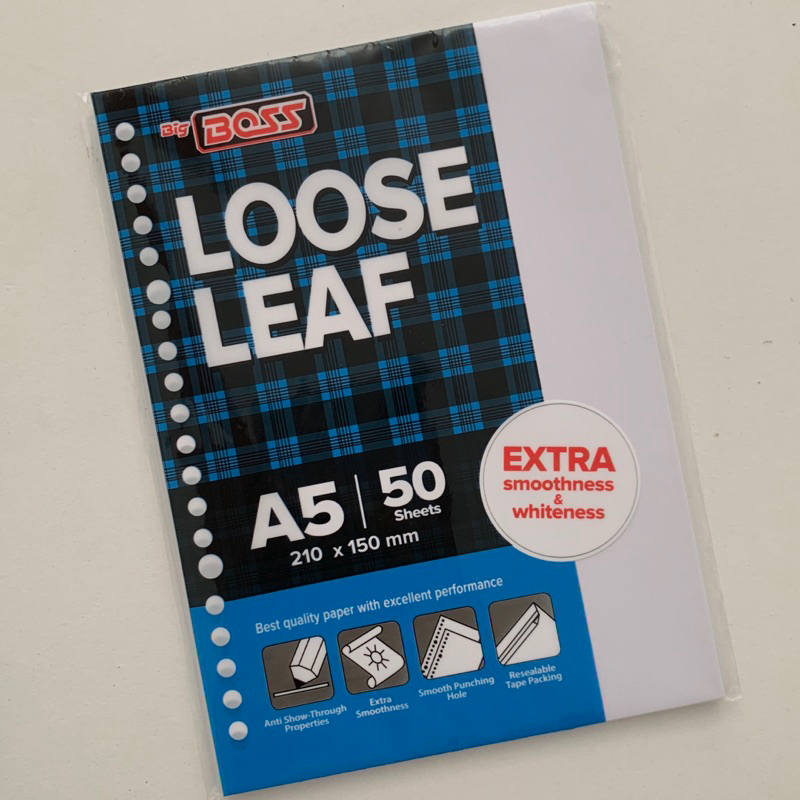 Big BOSS
LOOSE
LEAF
A5 | 50
Sheets
210 x 150 mm
EXTRA
smoothness
&
whiteness
Best quality paper with excellent performance
Anti Show-Through
Properties
Extra
Smoothness
Smooth Punching
Hole
Resealable
Tape Packing